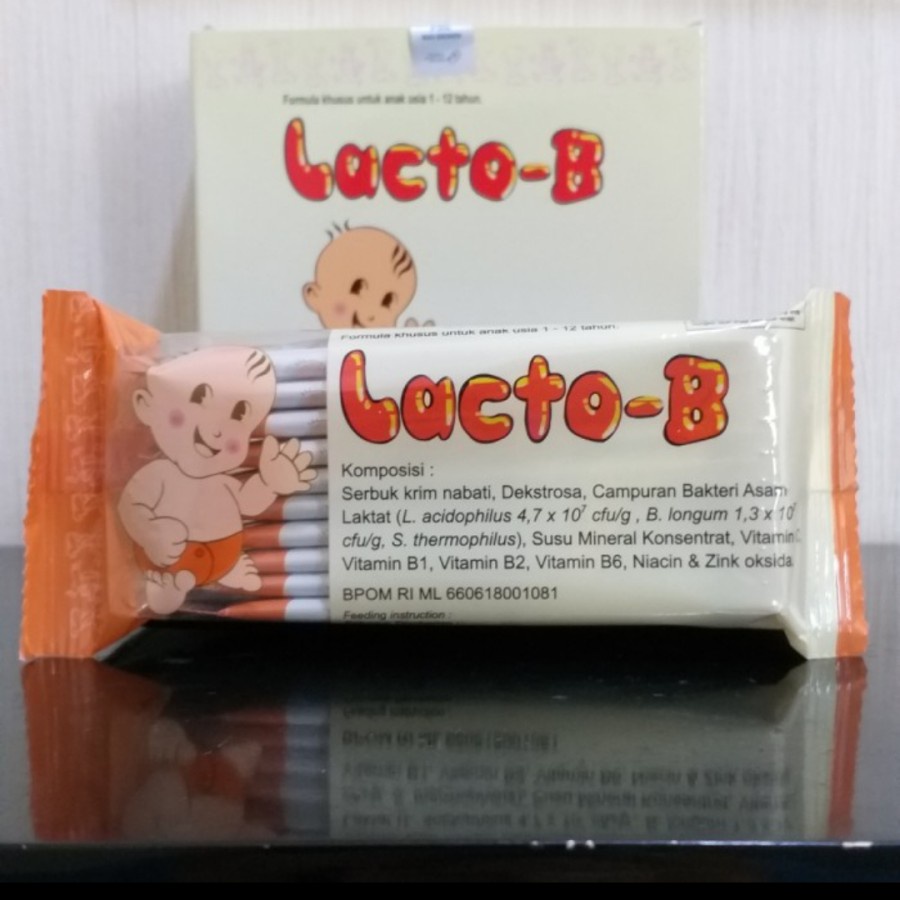 Formula khusus untuk anak usia 1 - 12 tahun.
Lacto-B
Formula khusus untuk anak usia 1 - 12 tahun.
Lacto-B
Komposisi :
Serbuk krim nabati, Dekstrosa, Campuran Bakteri Asam
Laktat (L. acidophilus 4,7 x 10⁷ cfu/g , B. longum 1,3 x 10⁷
cfu/g, S. thermophilus), Susu Mineral Konsentrat, Vitamin
Vitamin B1, Vitamin B2, Vitamin B6, Niacin & Zink oksida
BPOM RI ML 660618001081
Feeding instruction :